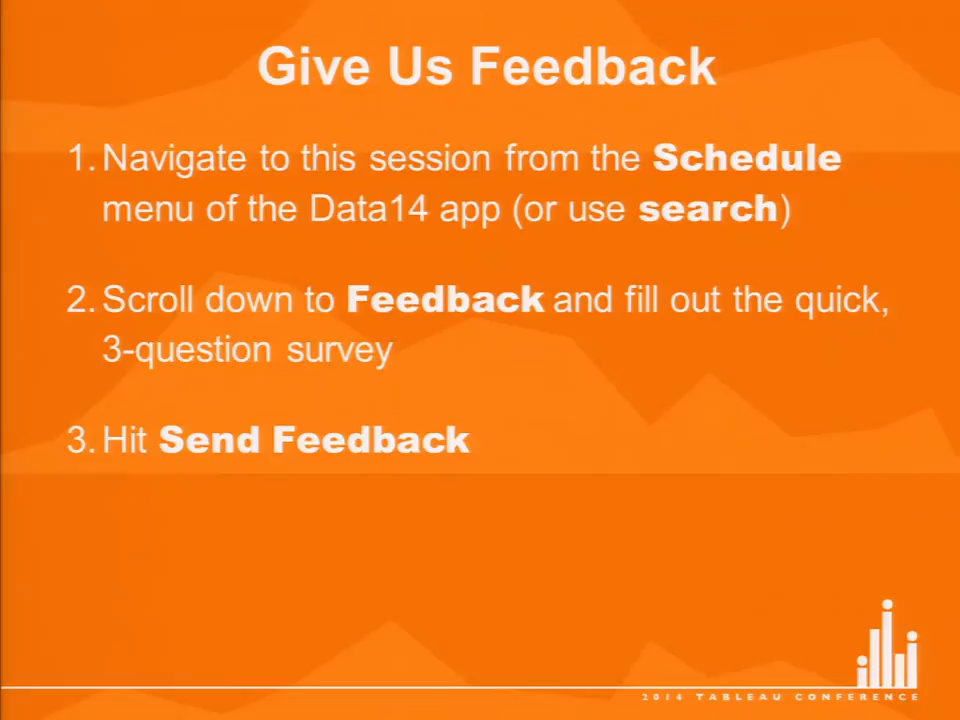 Give Us Feedback
1. Navigate to this session from the Schedule
menu of the Data14 app (or use search)
2. Scroll down to Feedback and fill out the quick,
3-question survey
3. Hit Send Feedback
2014 TABLEAU CONFERENCE